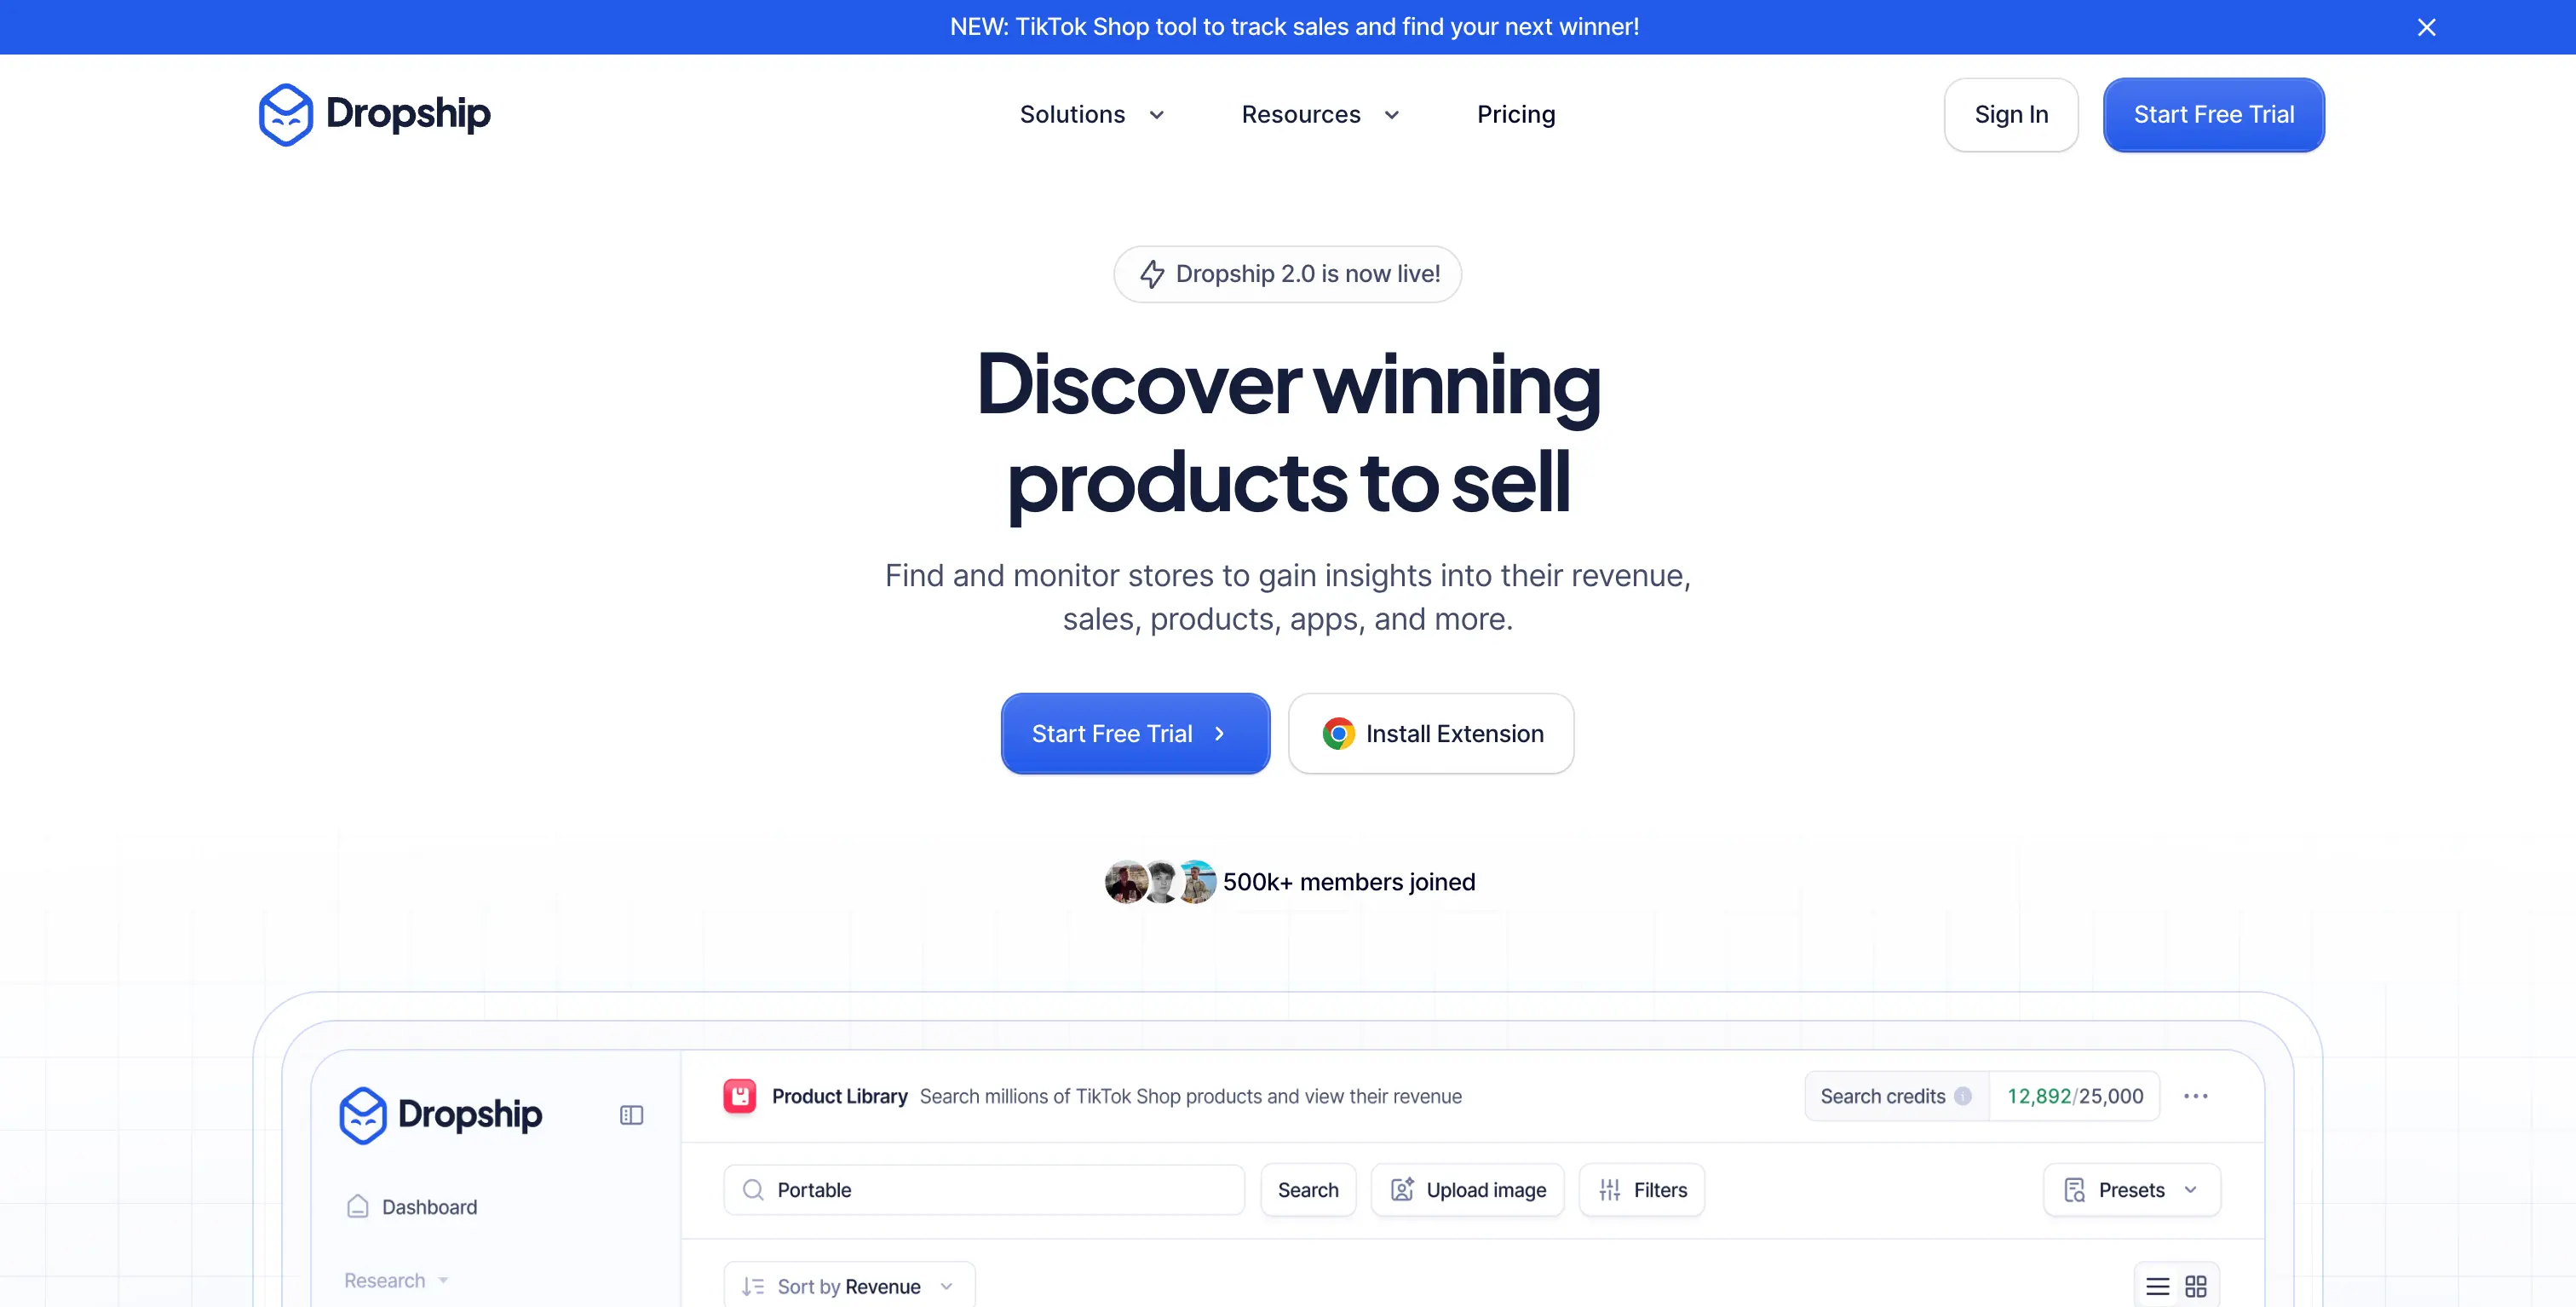 NEW: TikTok Shop tool to track sales and find your next winner!
Dropship
Solutions
Resources
Pricing
Sign In
Start Free Trial
Dropship 2.0 is now live!
Discover winning
products to sell
Find and monitor stores to gain insights into their revenue,
sales, products, apps, and more.
Start Free Trial
Install Extension
500k+ members joined
Dropship
Product Library Search millions of TikTok Shop products and view their revenue
Search credits
12,892/25,000
Portable
Search
Upload image
Filters
Presets
Dashboard
Research
Sort by Revenue